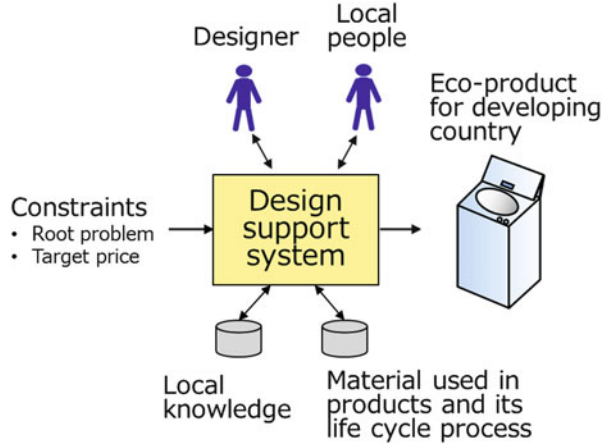 Designer
Local
people
Eco-product
for developing
country
Constraints
• Root problem
• Target price
Design
support
system
Local
knowledge
Material used in
products and its
life cycle process